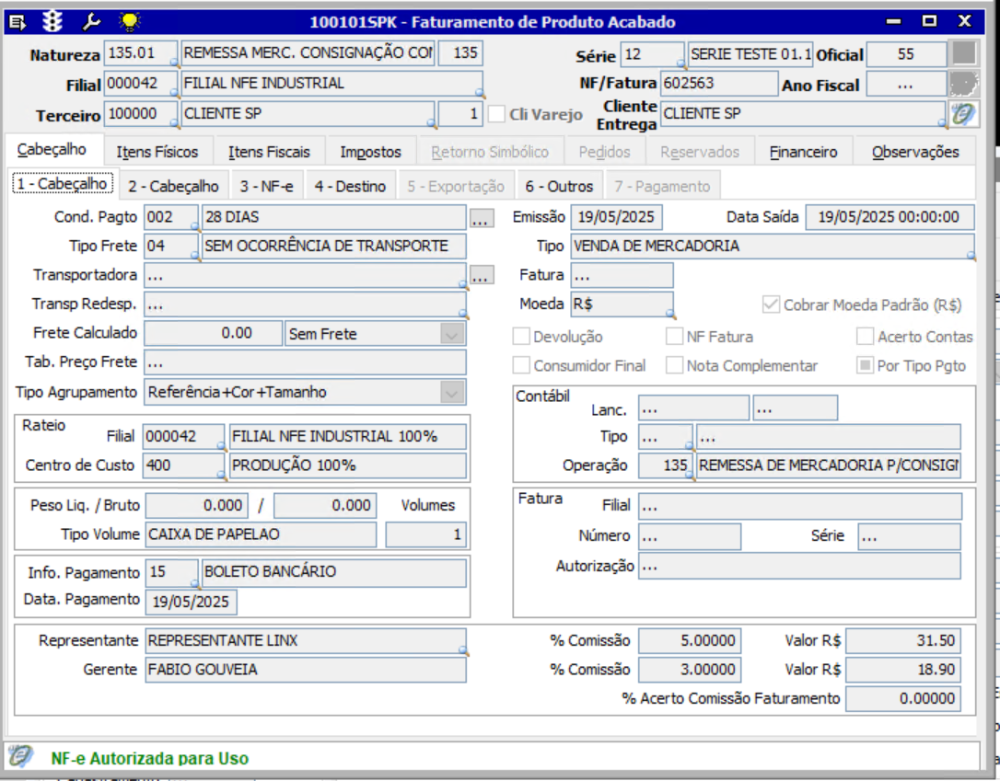 100101SPK - Faturamento de Produto Acabado
Natureza 135.01 REMESSA MERC. CONSIGNAÇÃO COM 135 Série 12 SERIE TESTE 01.1 Oficial 55
Filial 000042 FILIAL NFE INDUSTRIAL NF/Fatura 602563 Ano Fiscal ...
Terceiro 100000 CLIENTE SP 1 Cli Varejo Cliente Entrega CLIENTE SP
Cabeçalho Itens Físicos Itens Fiscais Impostos Retorno Simbólico Pedidos Reservados Financeiro Observações
1 - Cabeçalho 2 - Cabeçalho 3 - NF-e 4 - Destino 5 - Exportação 6 - Outros 7 - Pagamento
Cond. Pagto 002 28 DIAS ... Emissão 19/05/2025 Data Saída 19/05/2025 00:00:00
Tipo Frete 04 SEM OCORRÊNCIA DE TRANSPORTE Tipo VENDA DE MERCADORIA
Transportadora ... ... Fatura ...
Transp Redesp. ... Moeda R$ Cobrar Moeda Padrão (R$)
Frete Calculado 0.00 Sem Frete Devolução NF Fatura Acerto Contas
Tab. Preço Frete ... Consumidor Final Nota Complementar Por Tipo Pgto
Tipo Agrupamento Referência+Cor+Tamanho
Contábil
Lanc. ... ...
Rateio
Filial 000042 FILIAL NFE INDUSTRIAL 100% Tipo ... ...
Centro de Custo 400 PRODUÇÃO 100% Operação 135 REMESSA DE MERCADORIA P/CONSIGN
Fatura
Peso Liq. / Bruto 0.000 / 0.000 Volumes Filial ...
Tipo Volume CAIXA DE PAPELAO 1 Número ... Série ...
Info. Pagamento 15 BOLETO BANCÁRIO Autorização ...
Data. Pagamento 19/05/2025
Representante REPRESENTANTE LINX % Comissão 5.00000 Valor R$ 31.50
Gerente FABIO GOUVEIA % Comissão 3.00000 Valor R$ 18.90
% Acerto Comissão Faturamento 0.00000
NF-e Autorizada para Uso